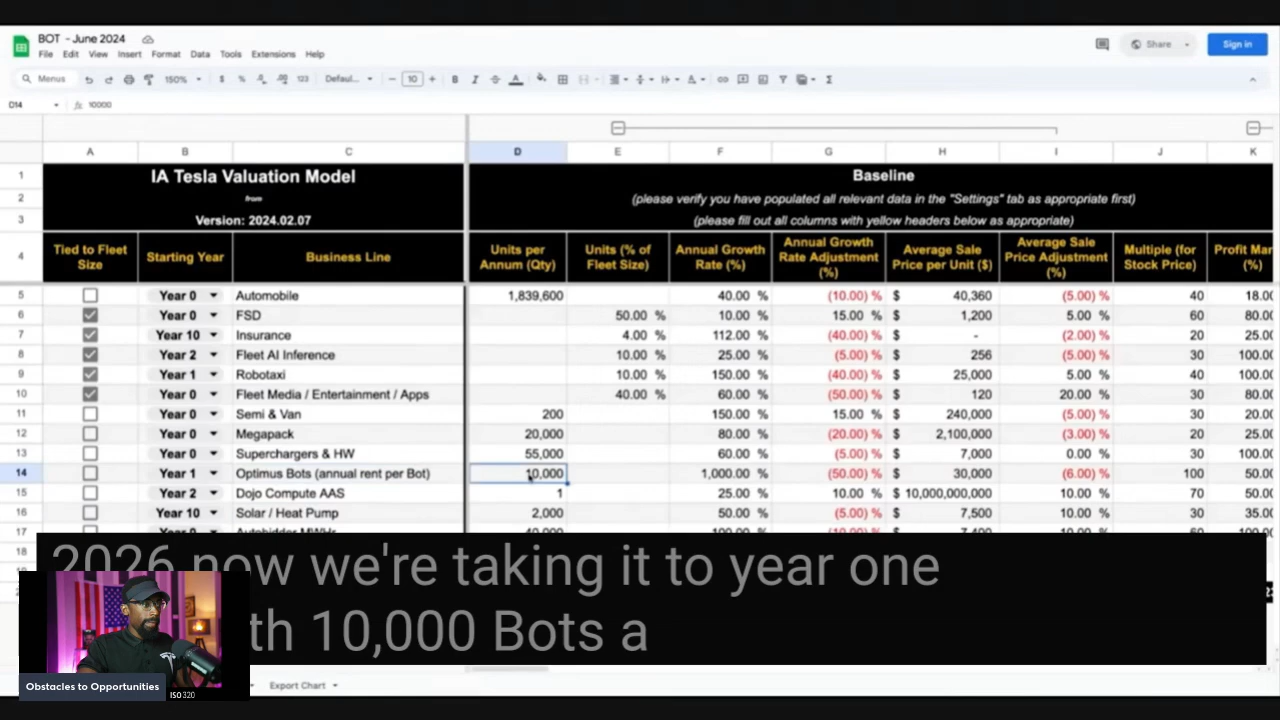 BOT - June 2024
File Edit View Insert Format Data Tools Extensions Help
Share
Sign in
Menus 150% $ % .0 .00 123 Defaul... − 10 + B I A Σ
D14 fx 10000
A B C D E F G H I J K
1 IA Tesla Valuation Model Baseline
2 from (please verify you have populated all relevant data in the "Settings" tab as appropriate first)
3 Version: 2024.02.07 (please fill out all columns with yellow headers below as appropriate)
4 Tied to Fleet Size Starting Year Business Line Units per Annum (Qty) Units (% of Fleet Size) Annual Growth Rate (%) Annual Growth Rate Adjustment (%) Average Sale Price per Unit ($) Average Sale Price Adjustment (%) Multiple (for Stock Price) Profit Mar (%)
5 Year 0 Automobile 1,839,600 40.00 % (10.00) % $ 40,360 (5.00) % 40 18.00
6 Year 0 FSD 50.00 % 10.00 % 15.00 % $ 1,200 5.00 % 60 80.00
7 Year 10 Insurance 4.00 % 112.00 % (40.00) % $ - (2.00) % 20 25.00
8 Year 2 Fleet AI Inference 10.00 % 25.00 % (5.00) % $ 256 (5.00) % 30 100.00
9 Year 1 Robotaxi 10.00 % 150.00 % (40.00) % $ 25,000 5.00 % 40 100.00
10 Year 0 Fleet Media / Entertainment / Apps 40.00 % 60.00 % (50.00) % $ 120 20.00 % 30 80.00
11 Year 0 Semi & Van 200 150.00 % 15.00 % $ 240,000 (5.00) % 30 20.00
12 Year 0 Megapack 20,000 80.00 % (20.00) % $ 2,100,000 (3.00) % 20 25.00
13 Year 0 Superchargers & HW 55,000 60.00 % (5.00) % $ 7,000 0.00 % 30 100.00
14 Year 1 Optimus Bots (annual rent per Bot) 10,000 1,000.00 % (50.00) % $ 30,000 (6.00) % 100 50.00
15 Year 2 Dojo Compute AAS 1 25.00 % 10.00 % $ 10,000,000,000 10.00 % 70 50.00
16 Year 10 Solar / Heat Pump 2,000 50.00 % (5.00) % $ 7,500 10.00 % 30 35.00
17
18
2026 now we're taking it to year one
th 10,000 Bots a
Obstacles to Opportunities
ISO 320
Export Chart